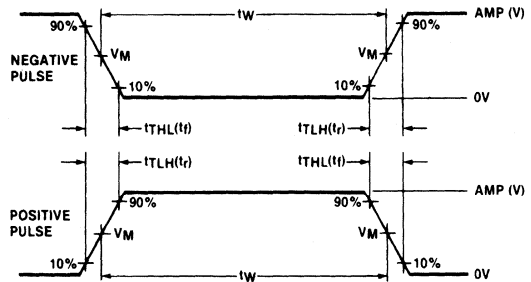 tW
AMP (V)
90%
90%
NEGATIVE
PULSE
VM
VM
10%
10%
0V
tTHL(tf)
tTLH(tr)
tTLH(tr)
tTHL(tf)
AMP (V)
90%
90%
POSITIVE
PULSE
VM
VM
10%
10%
0V
tW